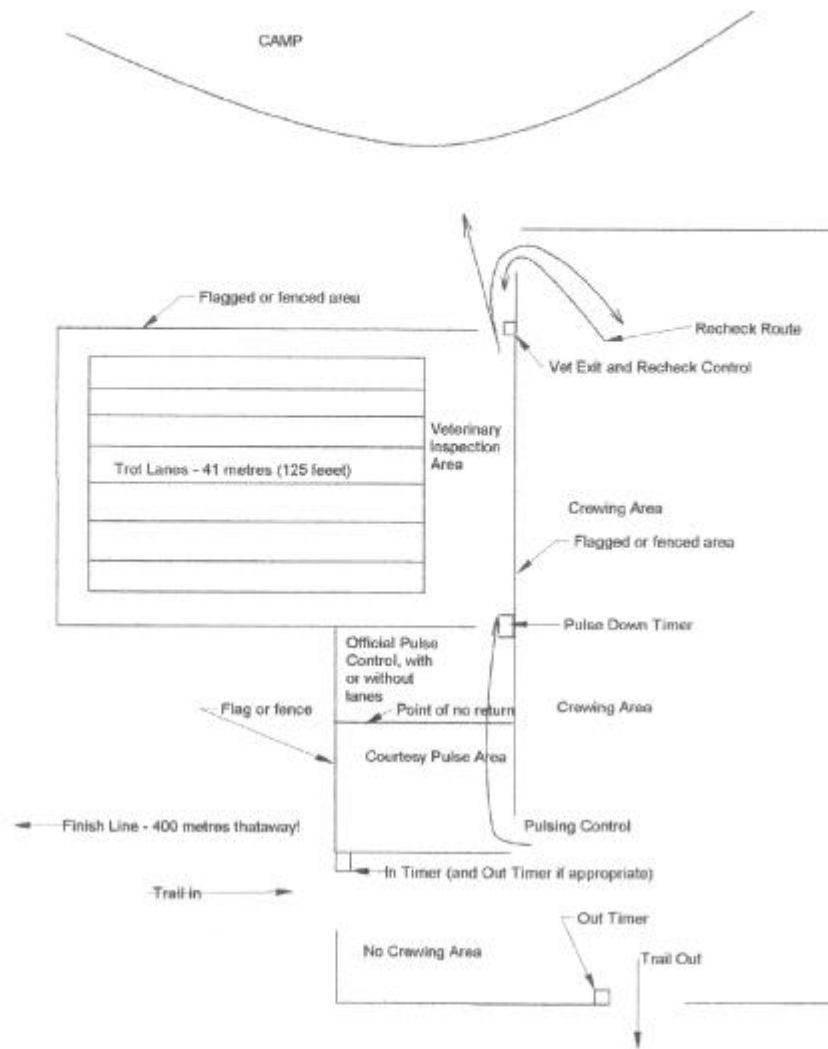 CAMP
Flagged or fenced area
Recheck Route
Vet Exit and Recheck Control
Veterinary
Inspection
Area
Trot Lanes - 41 metres (125 feeet)
Crewing Area
Flagged or fenced area
Pulse Down Timer
Official Pulse
Control, with
or without
lanes
Flag or fence
Point of no return
Crewing Area
Courtesy Pulse Area
Finish Line - 400 metres thataway!
Pulsing Control
In Timer (and Out Timer if appropriate)
Trail in
Out Timer
No Crewing Area
Trail Out